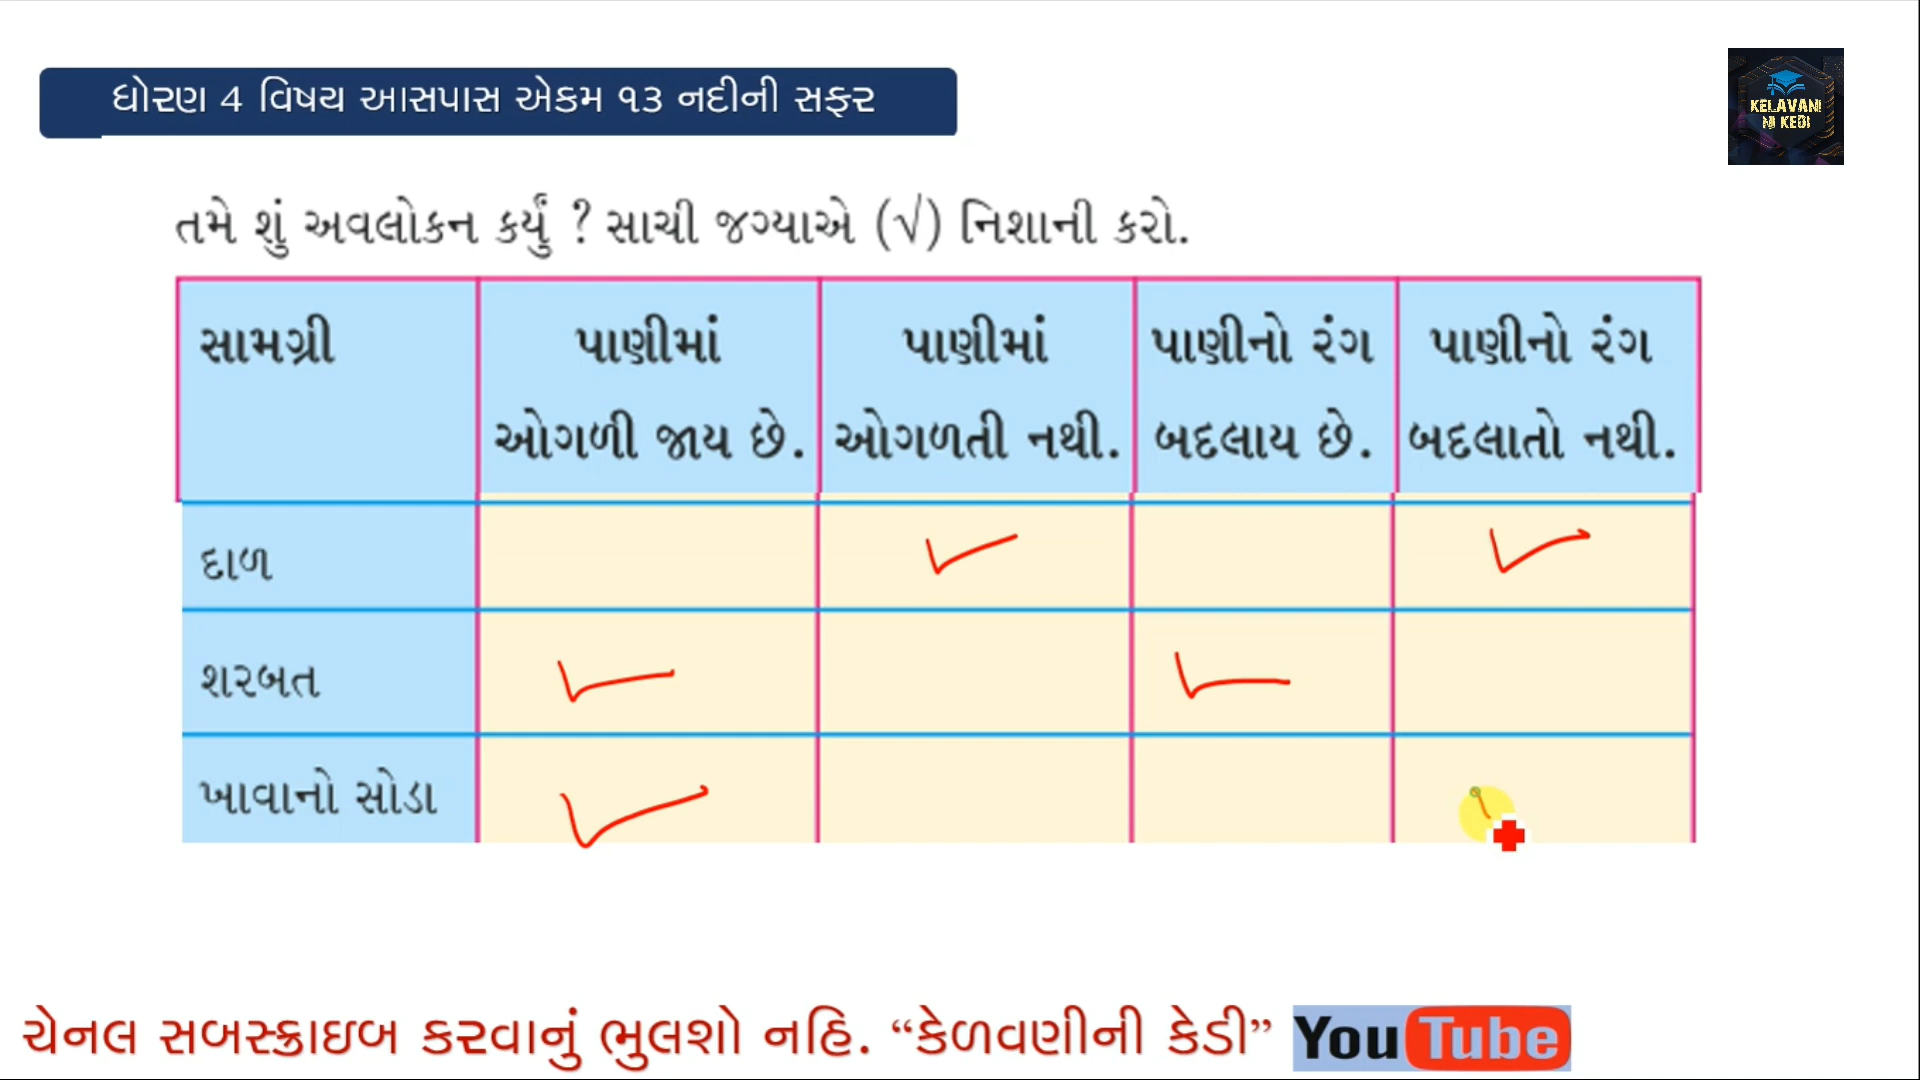 ધોરણ 4 વિષય આસપાસ એકમ ૧૩ નદીની સફર
KELAVANI
NI KEDI
તમે શું અવલોકન કર્યું ? સાચી જગ્યાએ (√) નિશાની કરો.
સામગ્રી
પાણીમાં
ઓગળી જાય છે.
પાણીમાં
ઓગળતી નથી.
પાણીનો રંગ
બદલાય છે.
પાણીનો રંગ
બદલાતો નથી.
દાળ
શરબત
ખાવાનો સોડા
ચેનલ સબસ્ક્રાઇબ કરવાનું ભુલશો નહિ. “કેળવણીની કેડી” YouTube